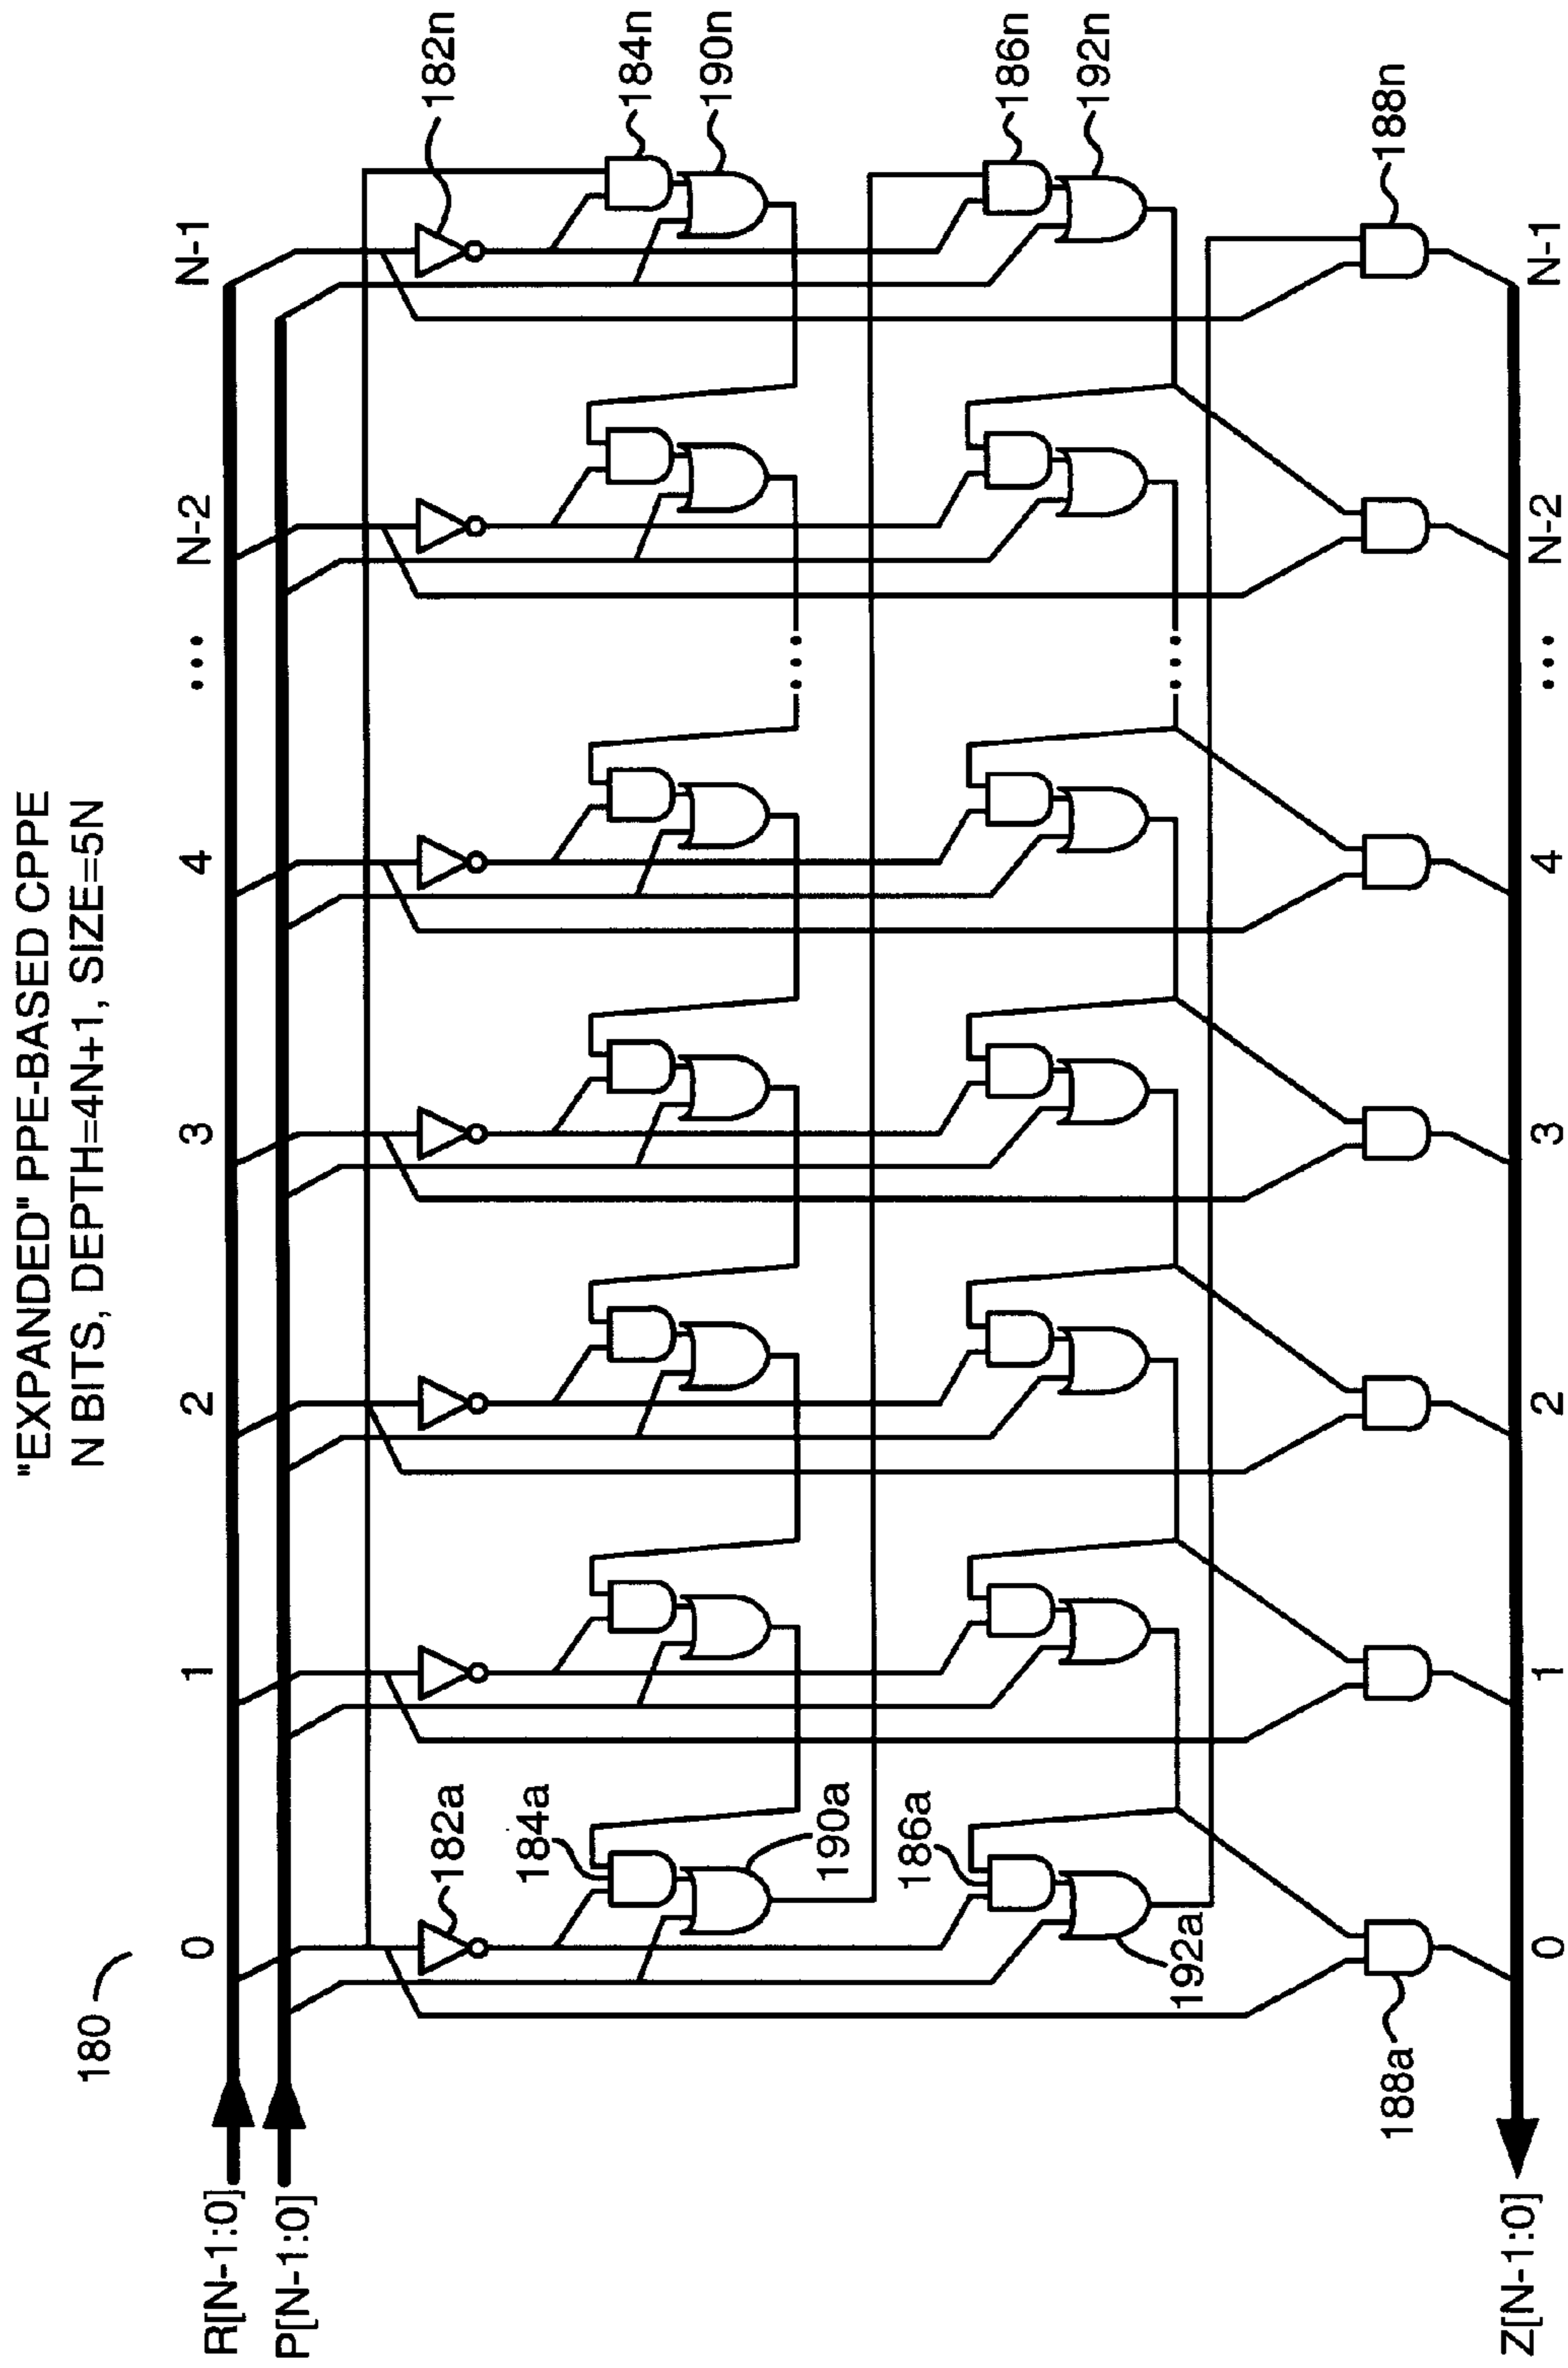 "EXPANDED" PPE-BASED CPPE
N BITS, DEPTH=4N+1, SIZE=5N
180
0 1 2 3 4 ... N-2 N-1
R[N-1:0]
P[N-1:0]
182a
182n
184a
184n
190a
190n
186a
186n
192a
192n
188a
188n
Z[N-1:0]
0 1 2 3 4 ... N-2 N-1